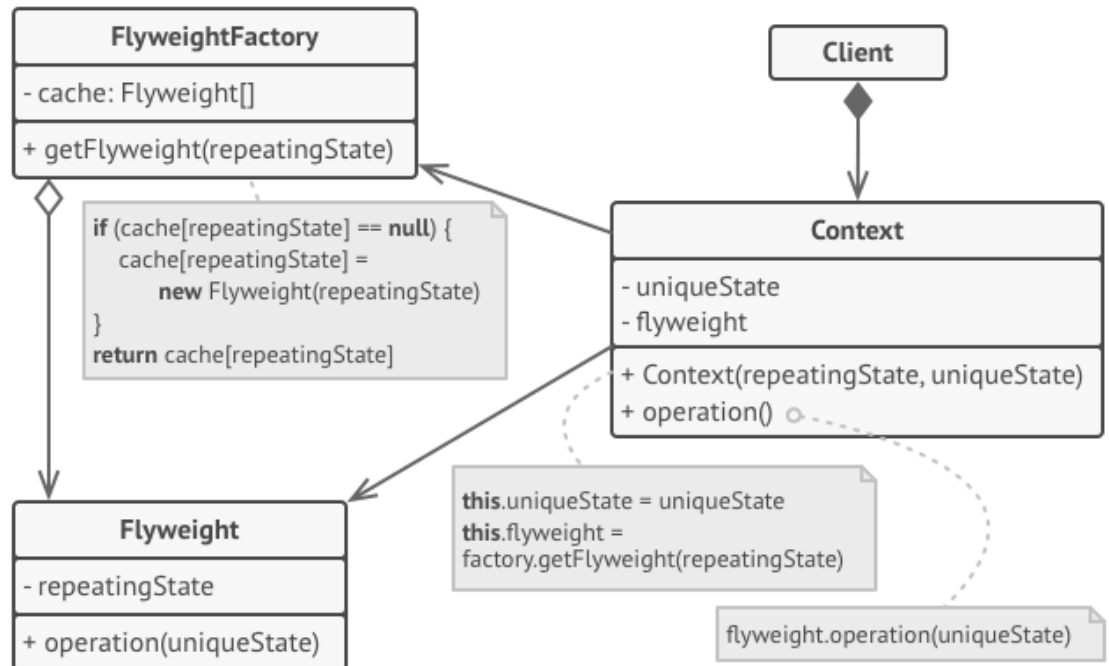 FlyweightFactory
- cache: Flyweight[]
+ getFlyweight(repeatingState)
if (cache[repeatingState] == null) {
cache[repeatingState] =
new Flyweight(repeatingState)
}
return cache[repeatingState]
Client
Context
- uniqueState
- flyweight
+ Context(repeatingState, uniqueState)
+ operation()
this.uniqueState = uniqueState
this.flyweight =
factory.getFlyweight(repeatingState)
flyweight.operation(uniqueState)
Flyweight
- repeatingState
+ operation(uniqueState)